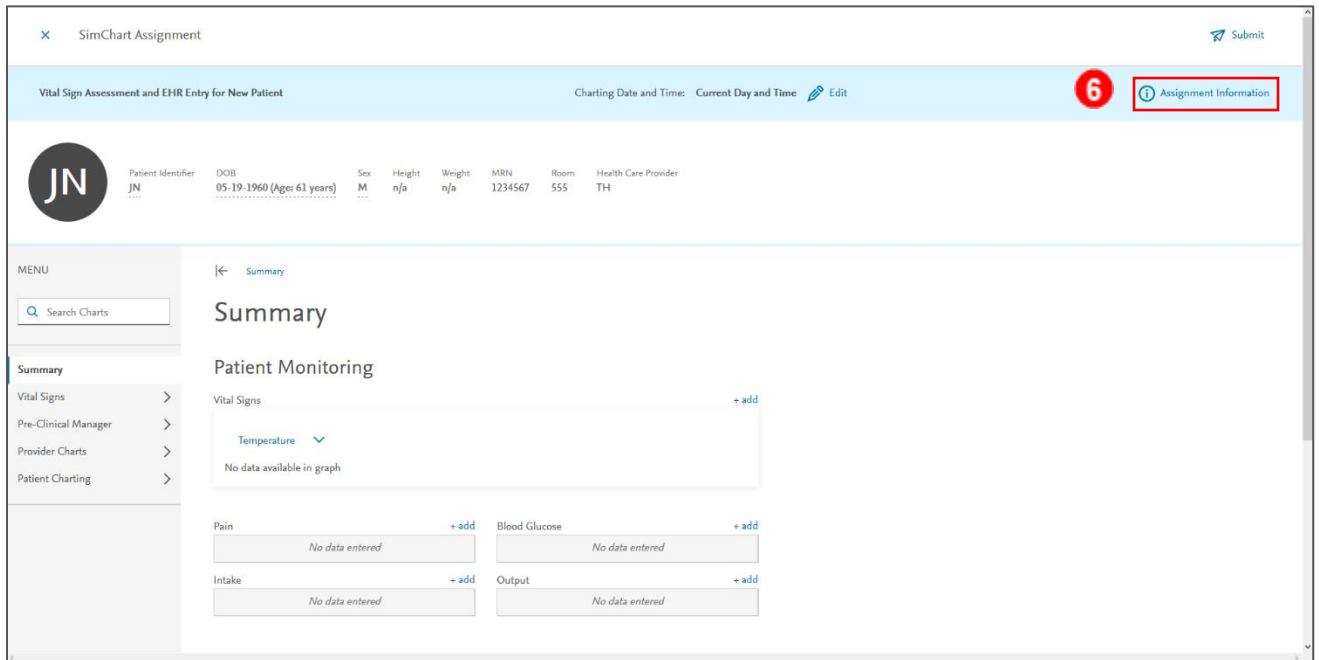 SimChart Assignment
Submit
Vital Sign Assessment and EHR Entry for New Patient
Charting Date and Time: Current Day and Time Edit
6
Assignment Information
JN
Patient Identifier DOB Sex Height Weight MRN Room Health Care Provider
JN 05-19-1960 (Age: 61 years) M n/a n/a 1234567 555 TH
MENU
Search Charts
Summary
Vital Signs
Pre-Clinical Manager
Provider Charts
Patient Charting
Summary
Summary
Patient Monitoring
Vital Signs + add
Temperature
No data available in graph
Pain + add
No data entered
Blood Glucose + add
No data entered
Intake + add
No data entered
Output + add
No data entered